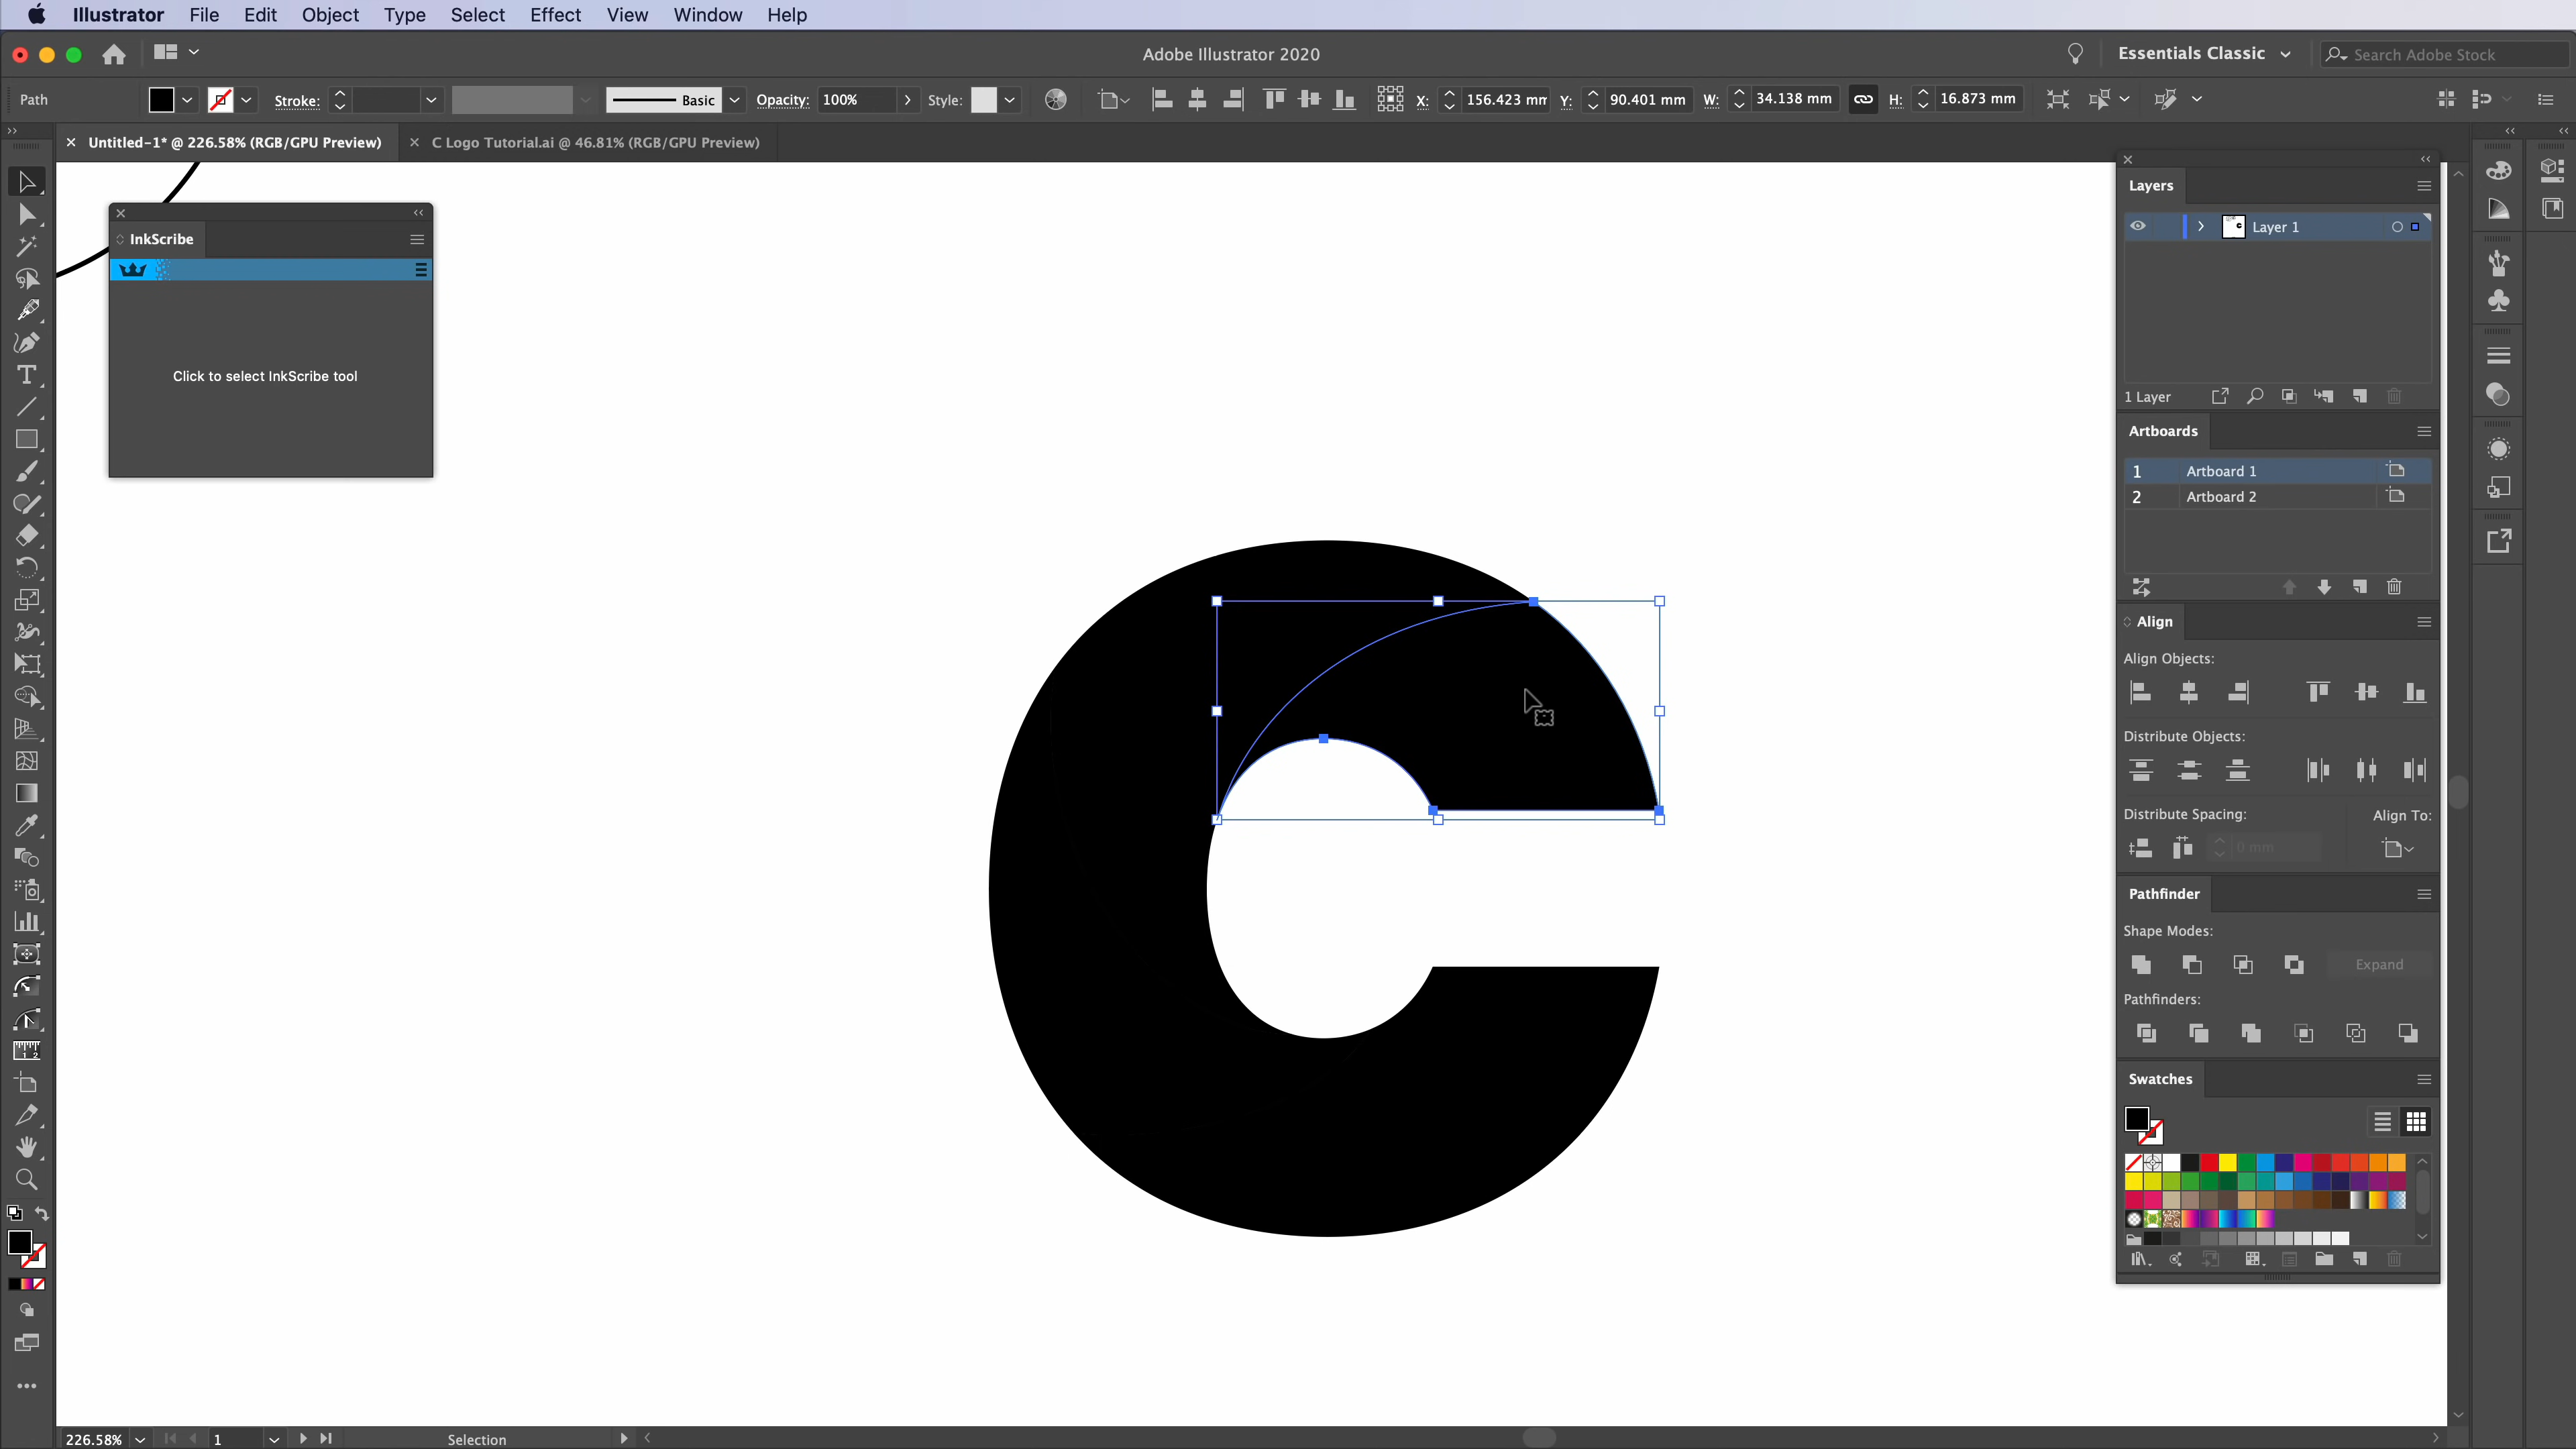 Illustrator File Edit Object Type Select Effect View Window Help
Adobe Illustrator 2020
Essentials Classic
Search Adobe Stock
Path
Stroke:
Basic
Opacity: 100%
Style:
X: 156.423 mm
Y: 90.401 mm
W: 34.138 mm
H: 16.873 mm
Untitled-1* @ 226.58% (RGB/GPU Preview)
C Logo Tutorial.ai @ 46.81% (RGB/GPU Preview)
InkScribe
Click to select InkScribe tool
Layers
Layer 1
1 Layer
Artboards
1 Artboard 1
2 Artboard 2
Align
Align Objects:
Distribute Objects:
Distribute Spacing:
Align To:
0 mm
Pathfinder
Shape Modes:
Expand
Pathfinders:
Swatches
226.58%
1
Selection